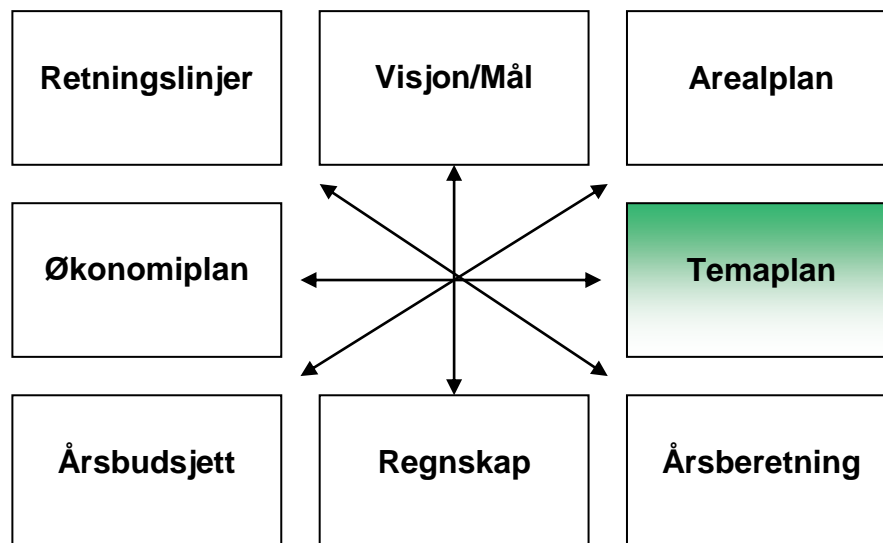 Retningslinjer
Visjon/Mål
Arealplan
Økonomiplan
Temaplan
Årsbudsjett
Regnskap
Årsberetning